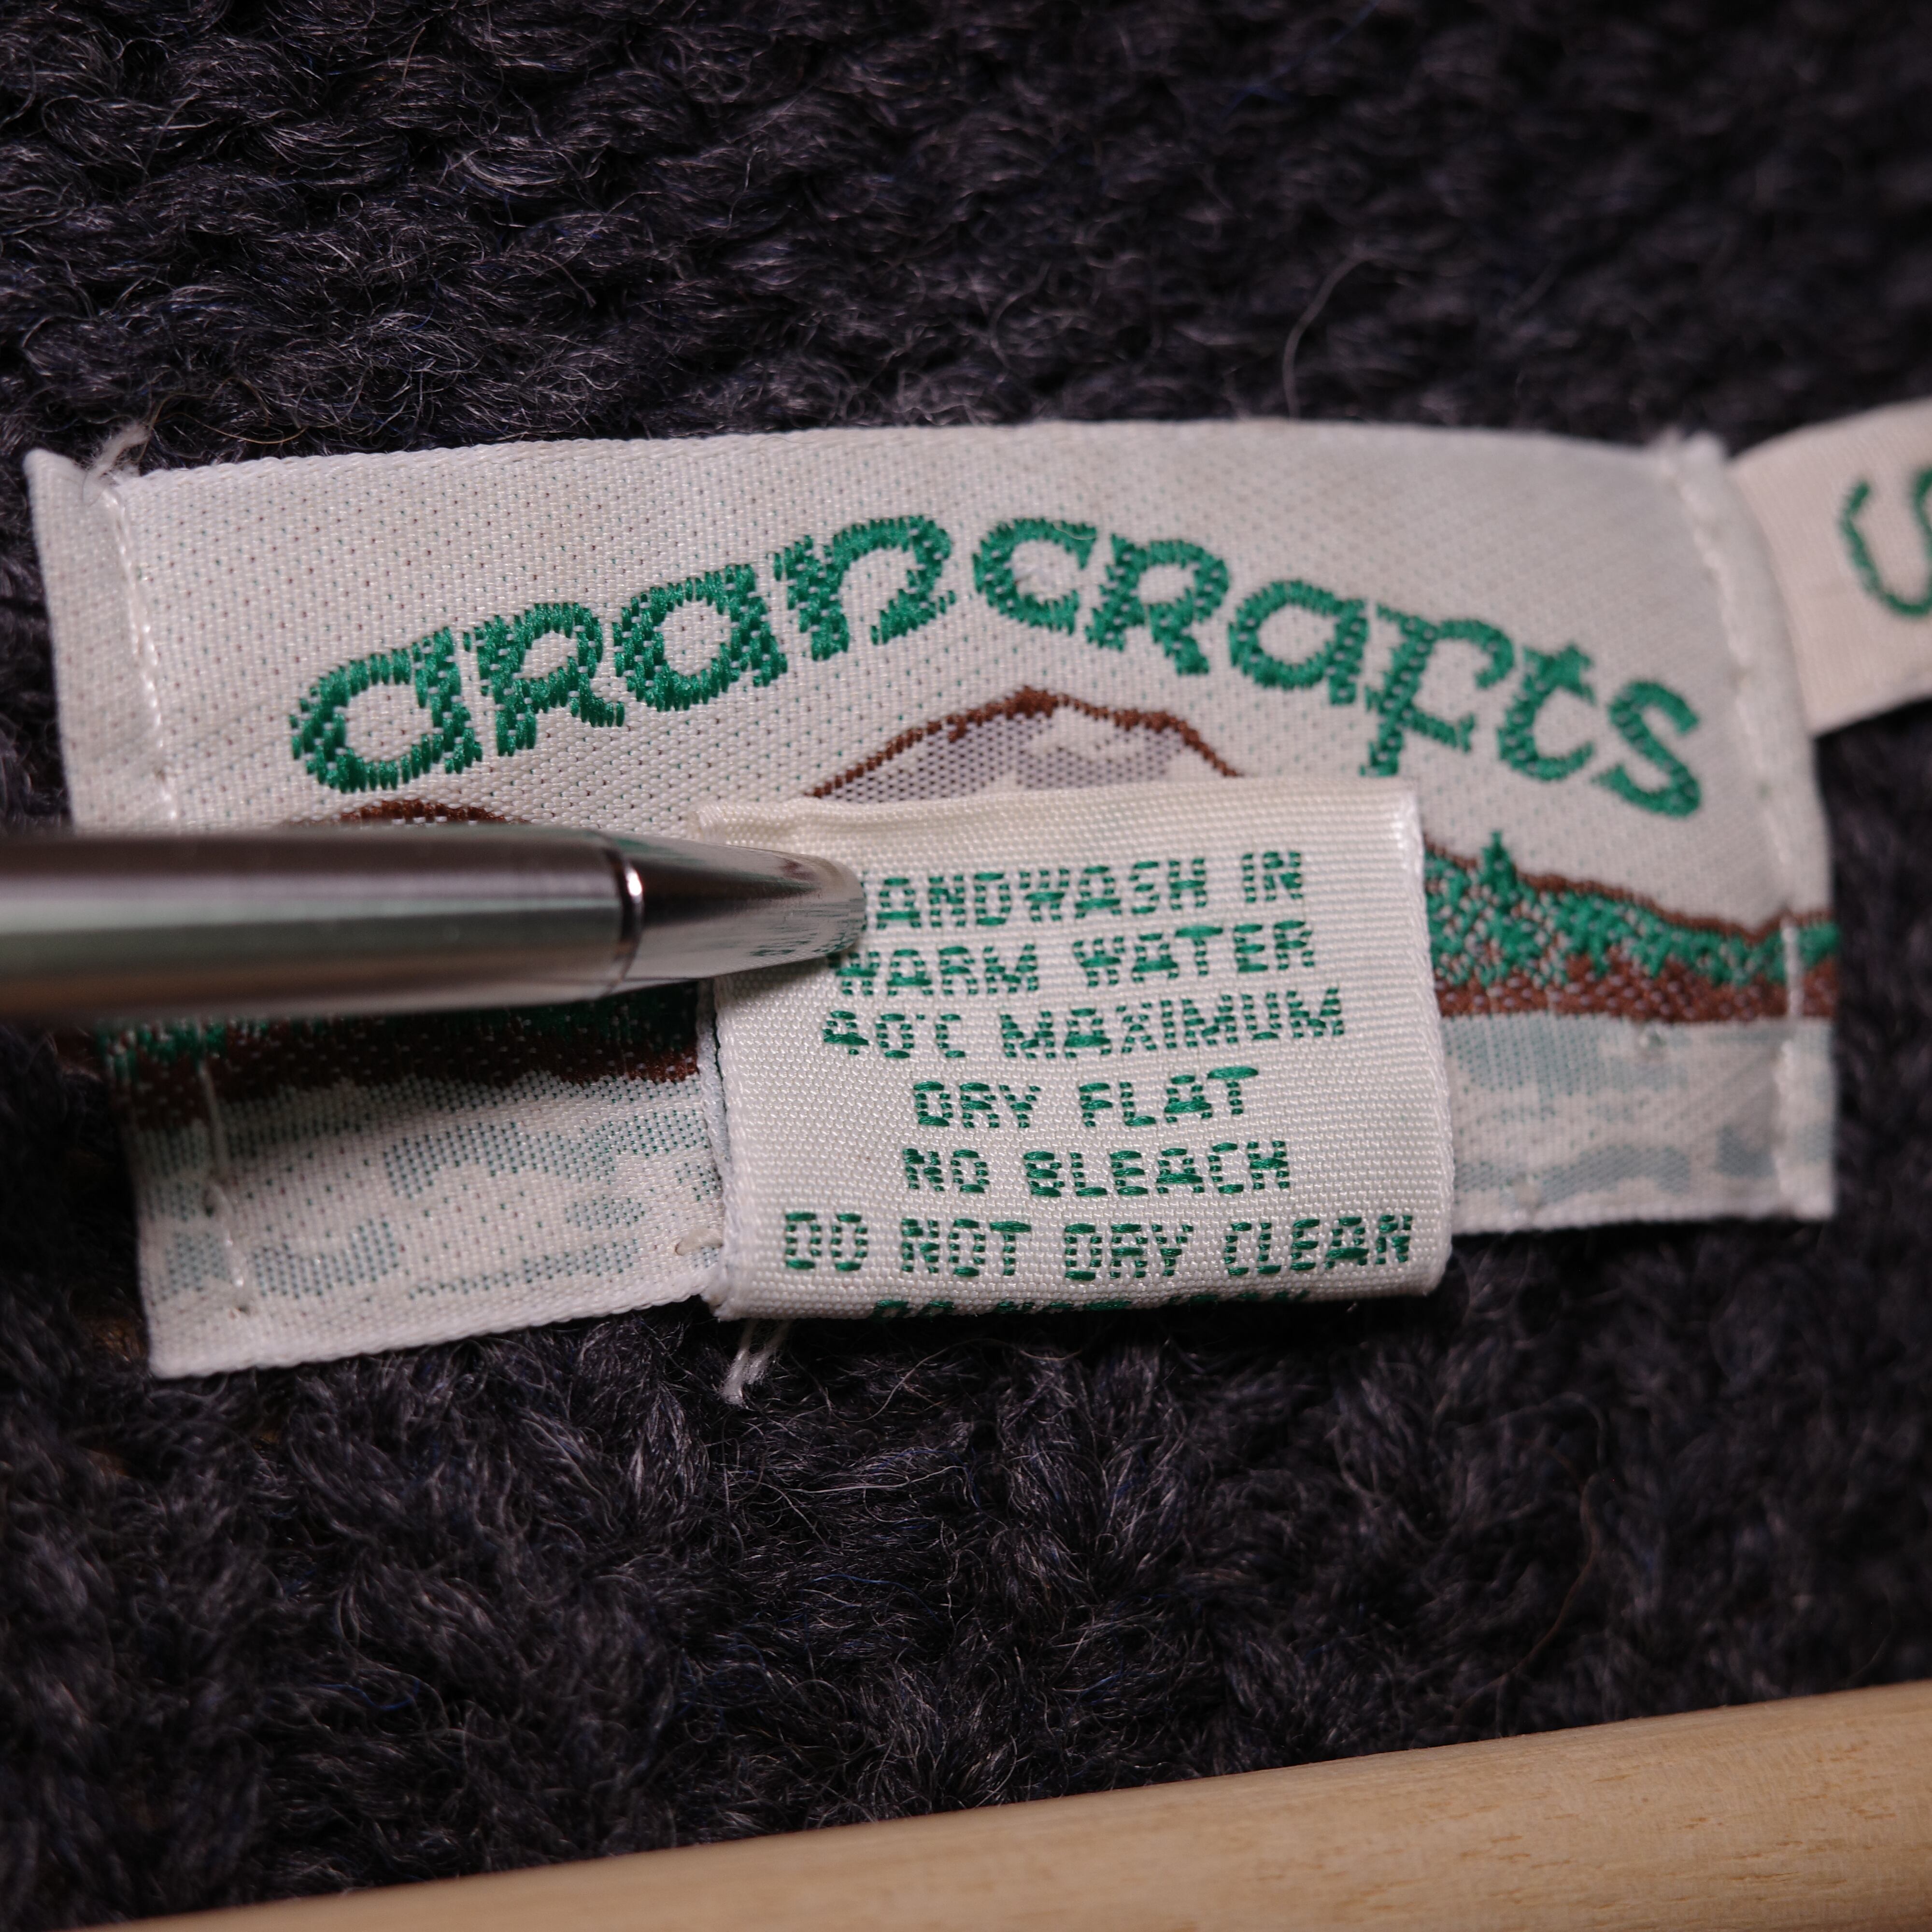 arancrafts
S
HANDWASH IN
WARM WATER
40°C MAXIMUM
DRY FLAT
NO BLEACH
DO NOT DRY CLEAN